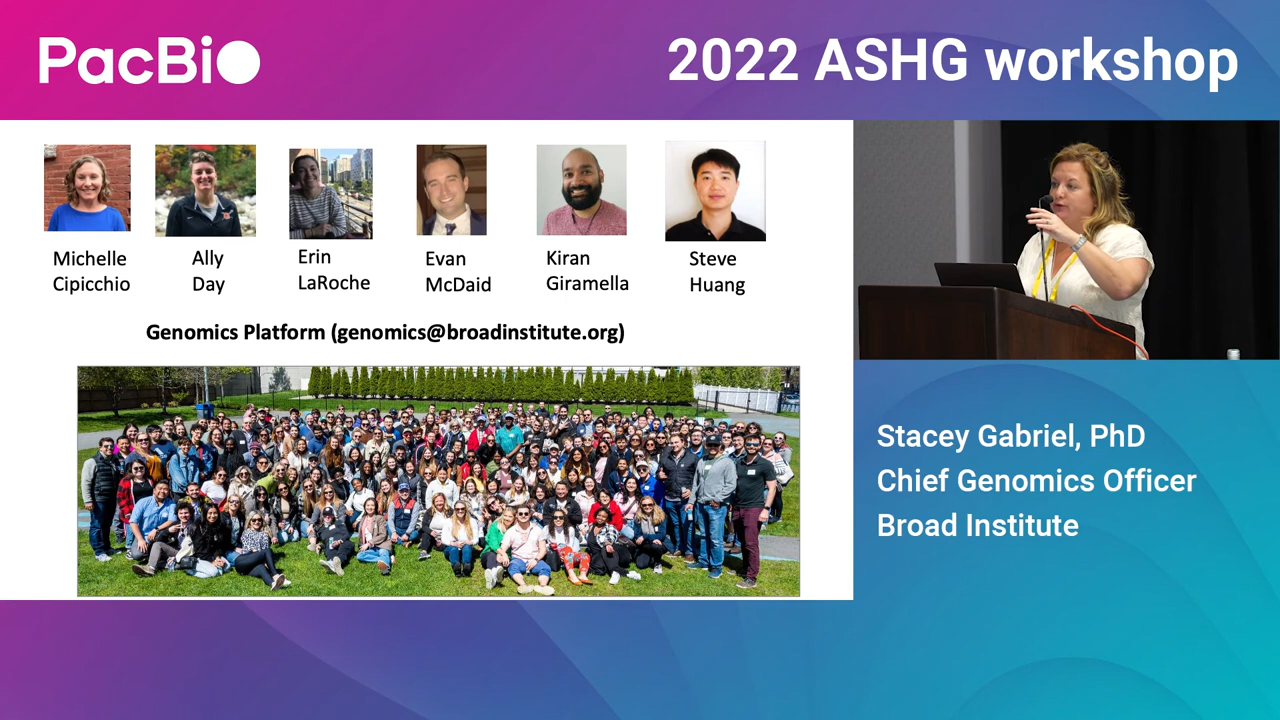 PacBio
2022 ASHG workshop
Michelle
Cipicchio
Ally
Day
Erin
LaRoche
Evan
McDaid
Kiran
Giramella
Steve
Huang
Genomics Platform (genomics@broadinstitute.org)
Stacey Gabriel, PhD
Chief Genomics Officer
Broad Institute